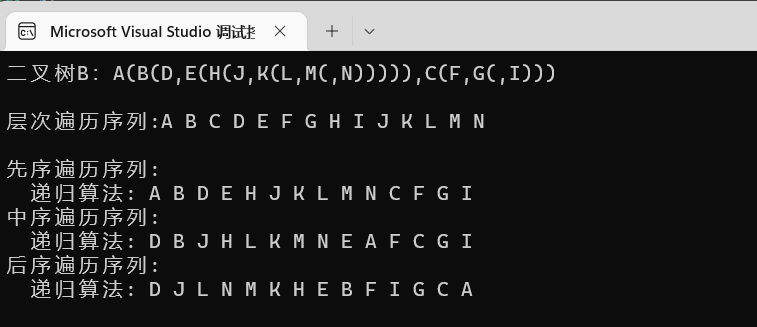 Microsoft Visual Studio 调试控
二叉树B: A(B(D,E(H(J,K(L,M(,N))))),C(F,G(,I)))
层次遍历序列:A B C D E F G H I J K L M N
先序遍历序列:
递归算法: A B D E H J K L M N C F G I
中序遍历序列:
递归算法: D B J H L K M N E A F C G I
后序遍历序列:
递归算法: D J L N M K H E B F I G C A